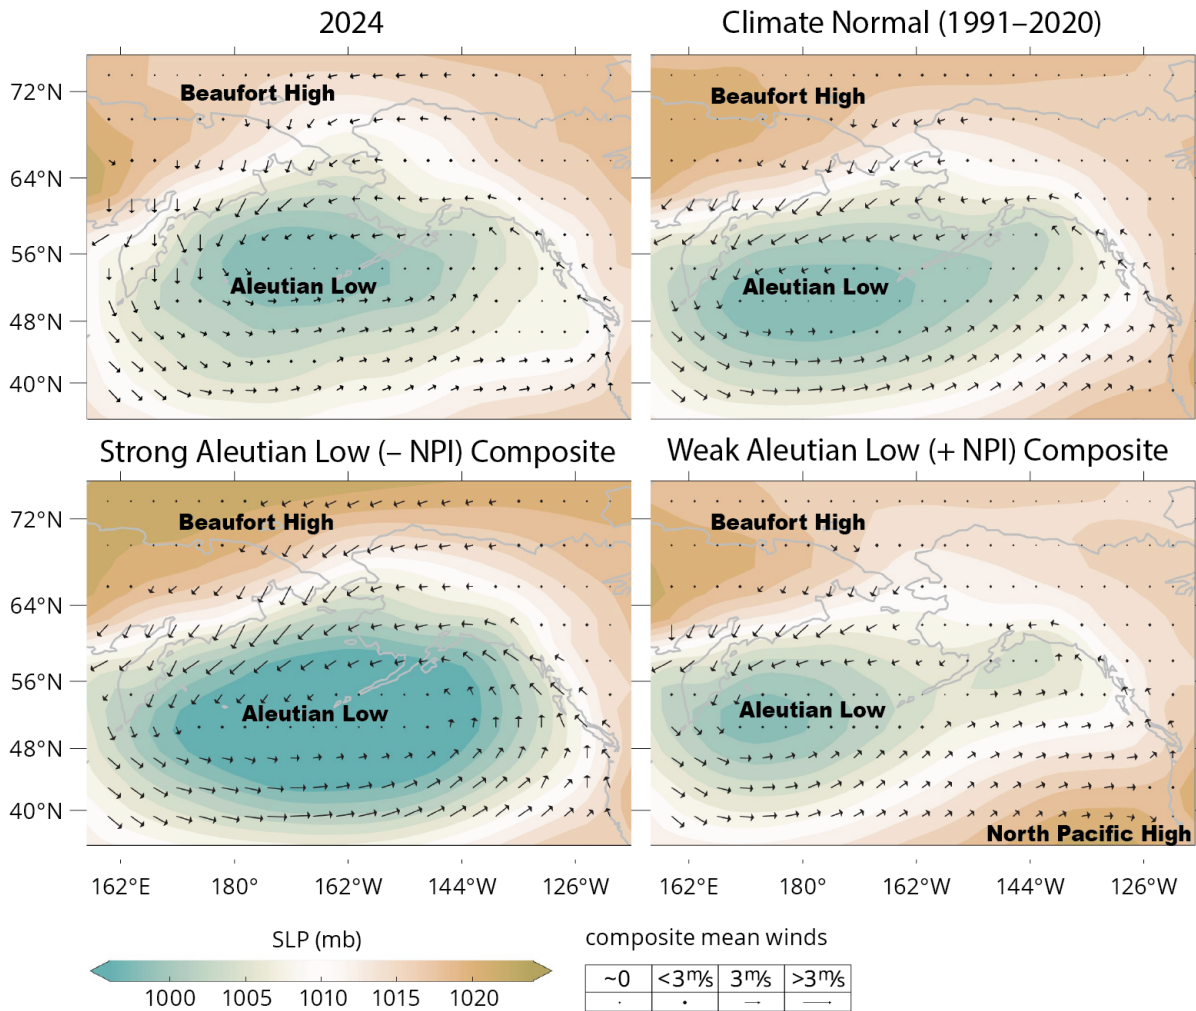 2024
Climate Normal (1991–2020)
72°N
Beaufort High
Beaufort High
64°N
56°N
Aleutian Low
Aleutian Low
48°N
40°N
Strong Aleutian Low (– NPI) Composite
Weak Aleutian Low (+ NPI) Composite
72°N
Beaufort High
Beaufort High
64°N
56°N
Aleutian Low
Aleutian Low
48°N
40°N
North Pacific High
162°E 180° 162°W 144°W 126°W
162°E 180° 162°W 144°W 126°W
SLP (mb)
1000 1005 1010 1015 1020
composite mean winds
~0 <3m/s 3m/s >3m/s